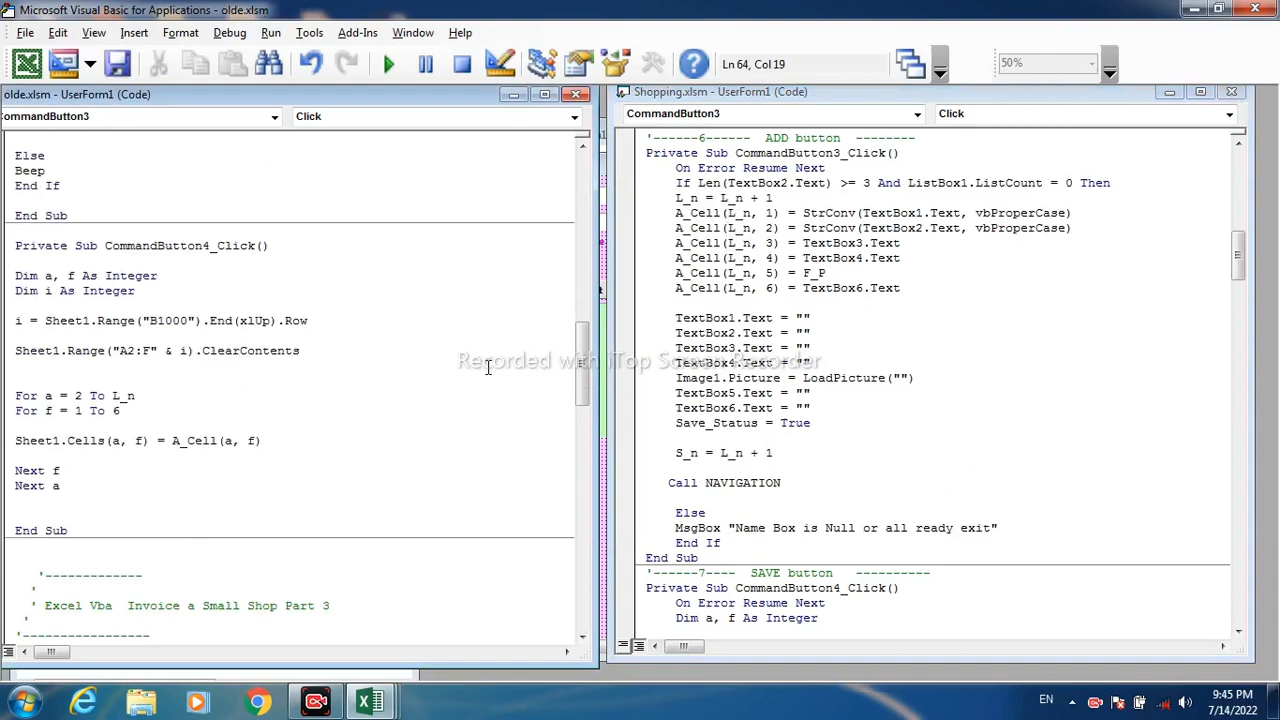 Microsoft Visual Basic for Applications - olde.xlsm
File Edit View Insert Format Debug Run Tools Add-Ins Window Help
Ln 64, Col 19
50%
olde.xlsm - UserForm1 (Code)
CommandButton3
Click
Else
Beep
End If
End Sub
Private Sub CommandButton4_Click()
Dim a, f As Integer
Dim i As Integer
i = Sheet1.Range("B1000").End(xlUp).Row
Sheet1.Range("A2:F" & i).ClearContents
For a = 2 To L_n
For f = 1 To 6
Sheet1.Cells(a, f) = A_Cell(a, f)
Next f
Next a
End Sub
'-------------
'
' Excel Vba  Invoice a Small Shop Part 3
'
'----------------
Shopping.xlsm - UserForm1 (Code)
CommandButton3
Click
'------6------  ADD button  --------
Private Sub CommandButton3_Click()
On Error Resume Next
If Len(TextBox2.Text) >= 3 And ListBox1.ListCount = 0 Then
L_n = L_n + 1
A_Cell(L_n, 1) = StrConv(TextBox1.Text, vbProperCase)
A_Cell(L_n, 2) = StrConv(TextBox2.Text, vbProperCase)
A_Cell(L_n, 3) = TextBox3.Text
A_Cell(L_n, 4) = TextBox4.Text
A_Cell(L_n, 5) = F_P
A_Cell(L_n, 6) = TextBox6.Text
TextBox1.Text = ""
TextBox2.Text = ""
TextBox3.Text = ""
TextBox4.Text = ""
Image1.Picture = LoadPicture("")
TextBox5.Text = ""
TextBox6.Text = ""
Save_Status = True
S_n = L_n + 1
Call NAVIGATION
Else
MsgBox "Name Box is Null or all ready exit"
End If
End Sub
'------7----  SAVE button  ----------
Private Sub CommandButton4_Click()
On Error Resume Next
Dim a, f As Integer
Recorded with iTop Screen Recorder
EN
9:45 PM
7/14/2022